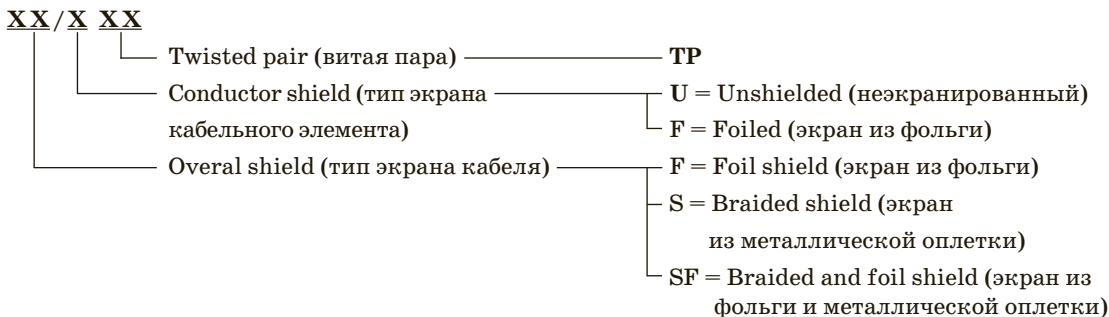 XX/X XX
Twisted pair (витая пара) TP
Conductor shield (тип экрана U = Unshielded (неэкранированный)
кабельного элемента) F = Foiled (экран из фольги)
Overal shield (тип экрана кабеля) F = Foil shield (экран из фольги)
S = Braided shield (экран
из металлической оплетки)
SF = Braided and foil shield (экран из
фольги и металлической оплетки)